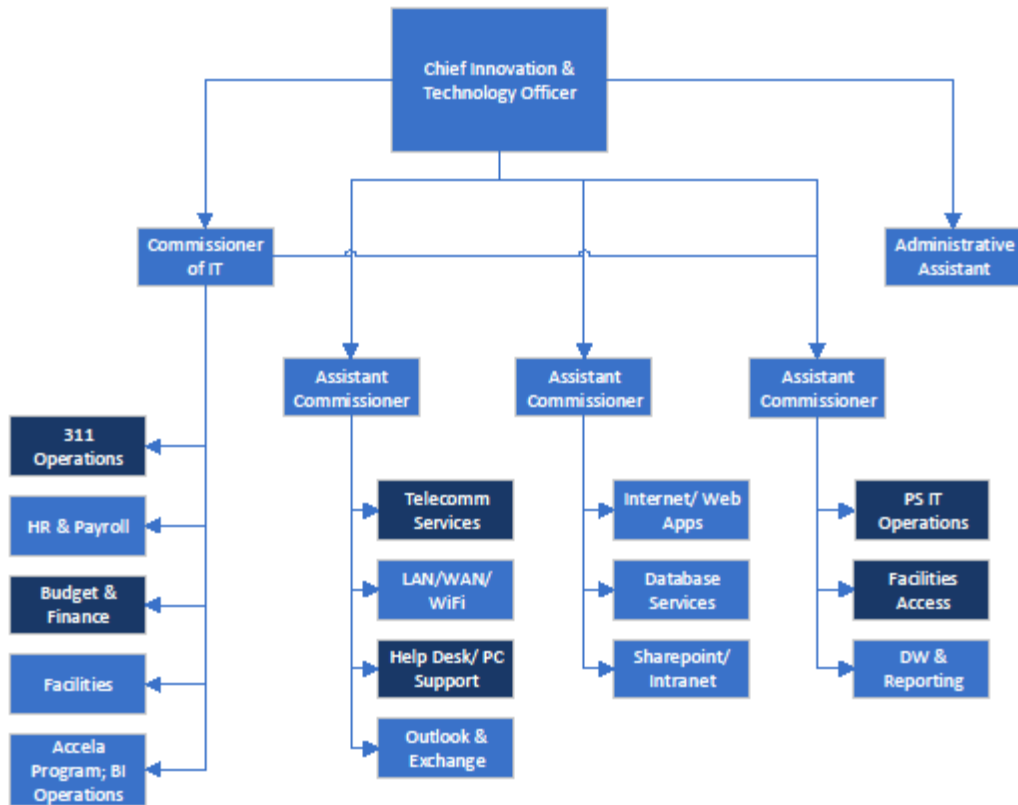 Chief Innovation &
Technology Officer
Commissioner
of IT
Administrative
Assistant
Assistant
Commissioner
Assistant
Commissioner
Assistant
Commissioner
311
Operations
HR & Payroll
Budget &
Finance
Facilities
Accela
Program; BI
Operations
Telecomm
Services
LAN/WAN/
WiFi
Help Desk/ PC
Support
Outlook &
Exchange
Internet/ Web
Apps
Database
Services
Sharepoint/
Intranet
PS IT
Operations
Facilities
Access
DW &
Reporting